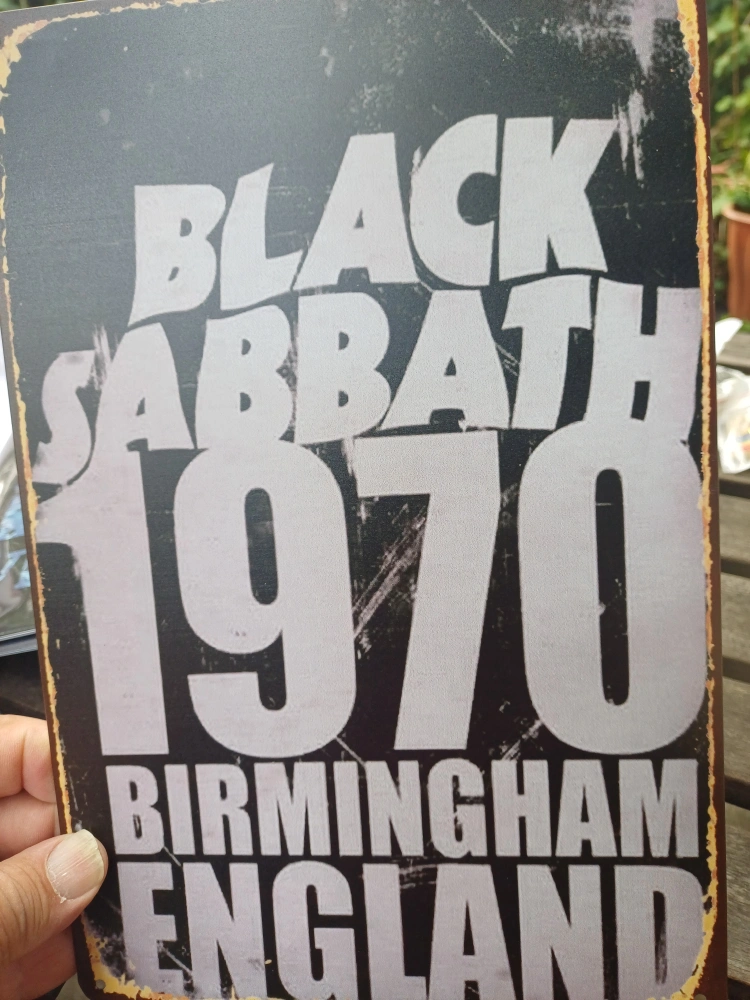 BLACK
SABBATH
1970
BIRMINGHAM
ENGLAND